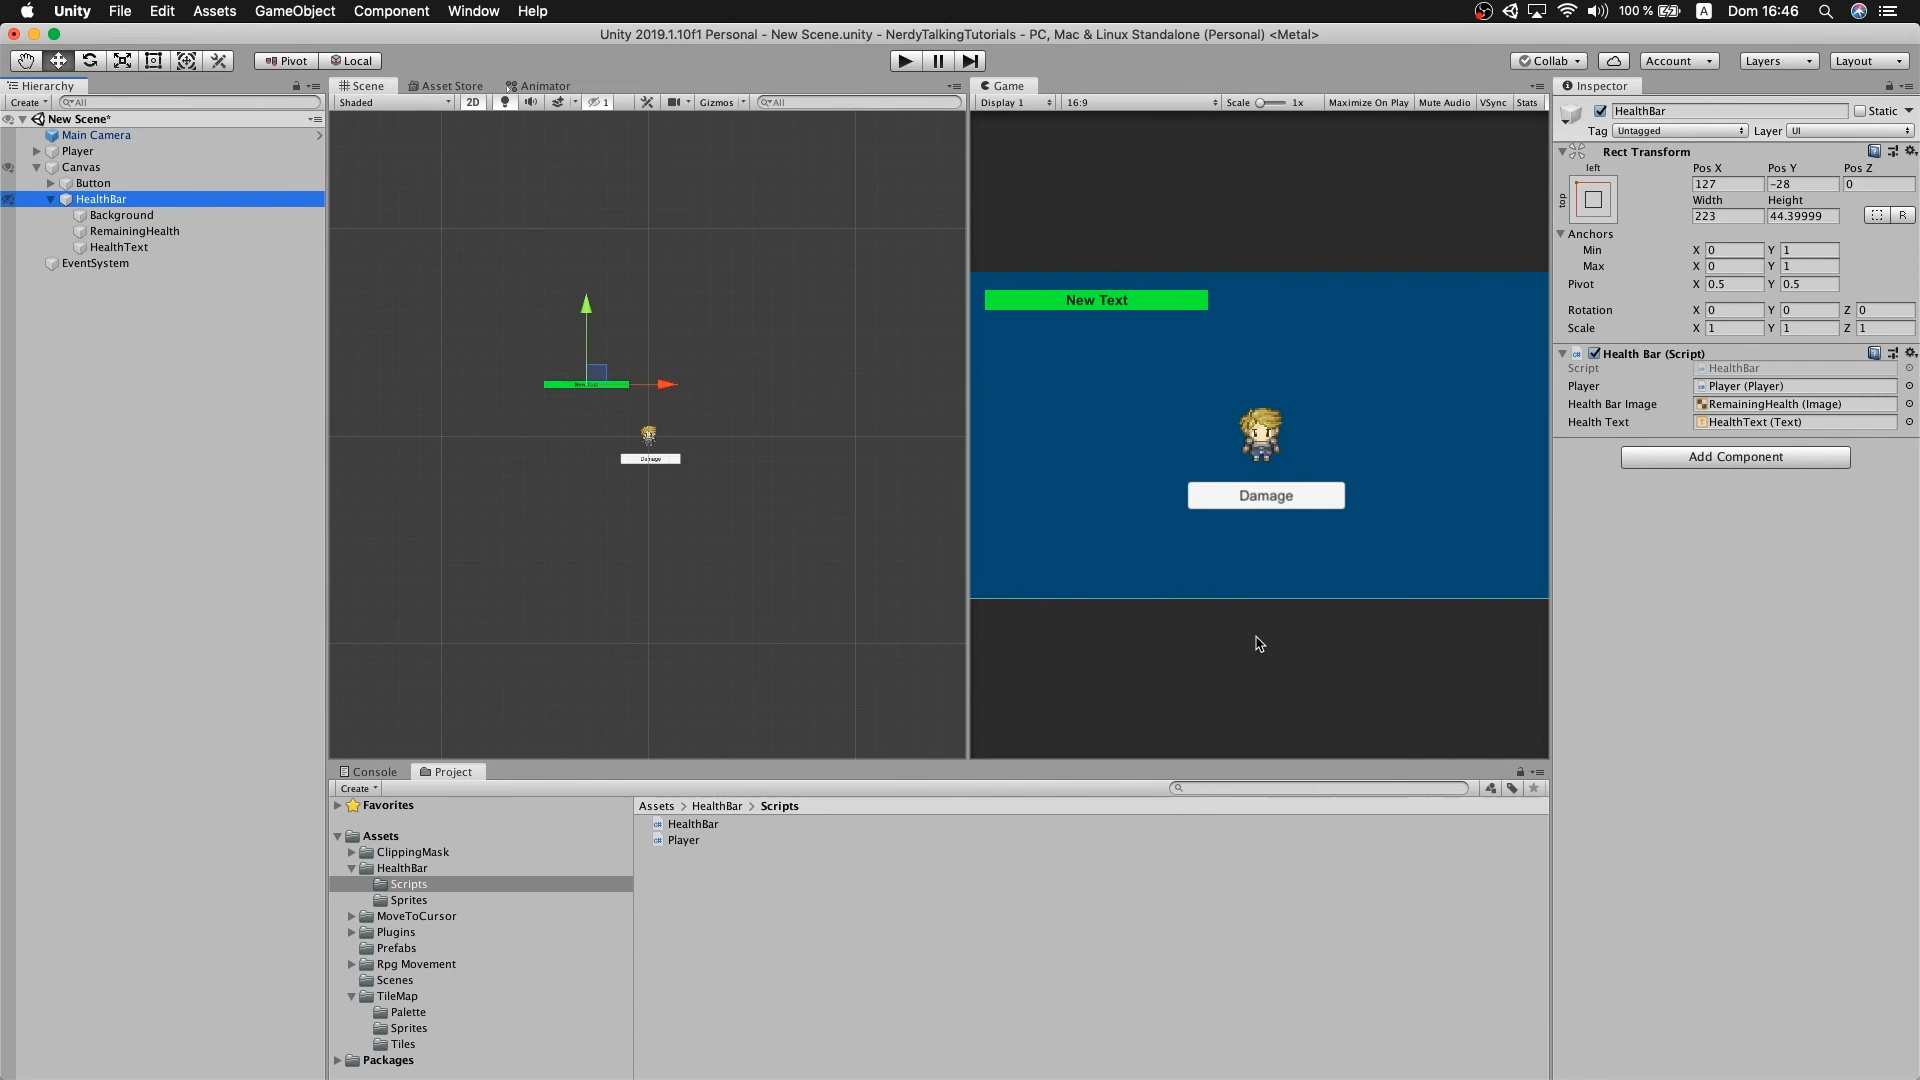 Unity File Edit Assets GameObject Component Window Help 100 % A Dom 16:46
Unity 2019.1.10f1 Personal - New Scene.unity - NerdyTalkingTutorials - PC, Mac & Linux Standalone (Personal) <Metal>
Pivot Local Collab Account Layers Layout
Hierarchy Scene Asset Store Animator Game Inspector
Create All Shaded 2D 1 Gizmos All Display 1 16:9 Scale 1x Maximize On Play Mute Audio VSync Stats HealthBar Static
New Scene*
Main Camera
Player
Canvas
Button
HealthBar
Background
RemainingHealth
HealthText
EventSystem
New Text
Damage
New Text
Damage
Tag Untagged Layer UI
Rect Transform
left Pos X Pos Y Pos Z
top 127 -28 0
Width Height
223 44.39999 R
Anchors
Min X 0 Y 1
Max X 0 Y 1
Pivot X 0.5 Y 0.5
Rotation X 0 Y 0 Z 0
Scale X 1 Y 1 Z 1
Health Bar (Script)
Script HealthBar
Player Player (Player)
Health Bar Image RemainingHealth (Image)
Health Text HealthText (Text)
Add Component
Console Project
Create
Favorites
Assets
ClippingMask
HealthBar
Scripts
Sprites
MoveToCursor
Plugins
Prefabs
Rpg Movement
Scenes
TileMap
Palette
Sprites
Tiles
Packages
Assets > HealthBar > Scripts
HealthBar
Player